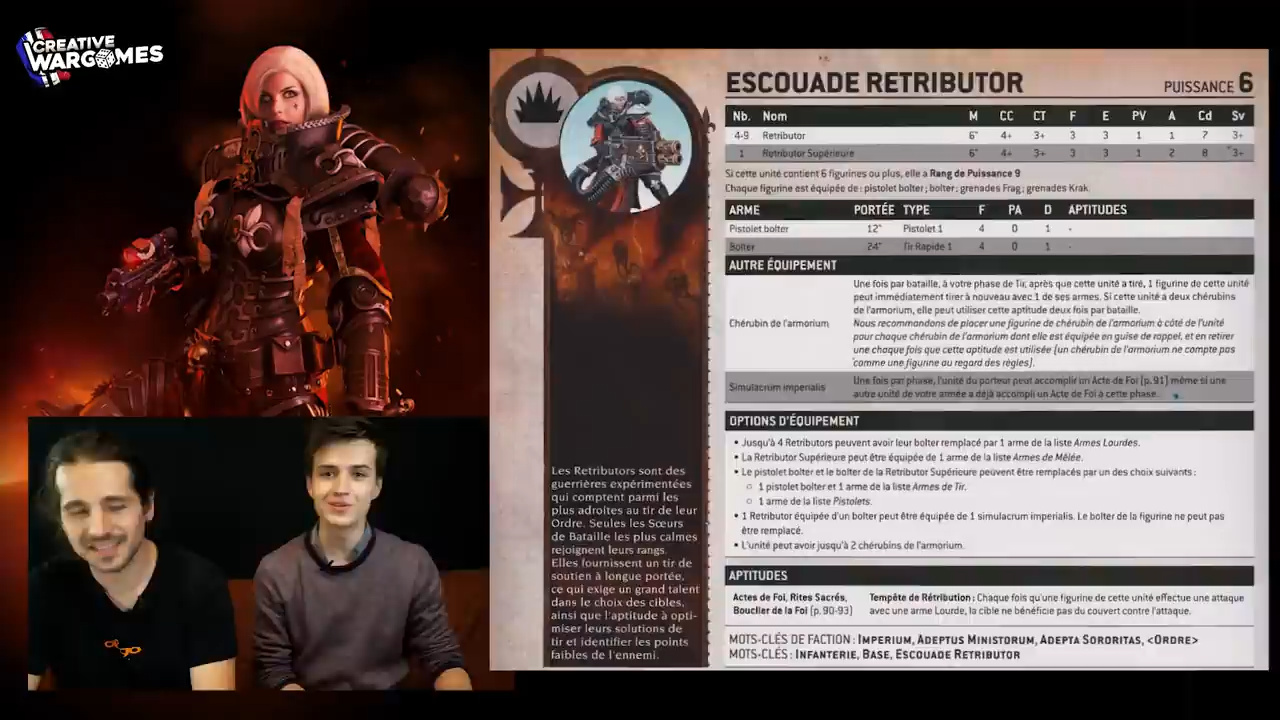 CREATIVE
WARGAMES
ESCOUADE RETRIBUTOR
PUISSANCE 6
Nb. Nom M CC CT F E PV A Cd Sv
4-9 Retributor 6" 4+ 3+ 3 3 1 1 7 3+
1 Retributor Supérieure 6" 4+ 3+ 3 3 1 2 8 3+
Si cette unité contient 6 figurines ou plus, elle a Rang de Puissance 9
Chaque figurine est équipée de : pistolet bolter ; bolter ; grenades Frag ; grenades Krak.
ARME PORTÉE TYPE F PA D APTITUDES
Pistolet bolter 12" Pistolet 1 4 0 1 -
Bolter 24" Tir Rapide 1 4 0 1 -
AUTRE ÉQUIPEMENT
Chérubin de l'armorium
Une fois par bataille, à votre phase de Tir, après que cette unité a tiré, 1 figurine de cette unité
peut immédiatement tirer à nouveau avec 1 de ses armes. Si cette unité a deux chérubins
de l'armorium, elle peut utiliser cette aptitude deux fois par bataille.
Nous recommandons de placer une figurine de chérubin de l'armorium à côté de l'unité
pour chaque chérubin de l'armorium dont elle est équipée en guise de rappel, et en retirer
une chaque fois que cette aptitude est utilisée (un chérubin de l'armorium ne compte pas
comme une figurine au regard des règles).
Simulacrum imperialis
Une fois par phase, l'unité du porteur peut accomplir un Acte de Foi (p.91) même si une
autre unité de votre armée a déjà accompli un Acte de Foi à cette phase.
OPTIONS D'ÉQUIPEMENT
• Jusqu'à 4 Retributors peuvent avoir leur bolter remplacé par 1 arme de la liste Armes Lourdes.
• La Retributor Supérieure peut être équipée de 1 arme de la liste Armes de Mêlée.
• Le pistolet bolter et le bolter de la Retributor Supérieure peuvent être remplacés par un des choix suivants :
○ 1 pistolet bolter et 1 arme de la liste Armes de Tir.
○ 1 arme de la liste Pistolets.
• 1 Retributor équipée d'un bolter peut être équipée de 1 simulacrum imperialis. Le bolter de la figurine ne peut pas
être remplacé.
• L'unité peut avoir jusqu'à 2 chérubins de l'armorium.
APTITUDES
Actes de Foi, Rites Sacrés,
Bouclier de la Foi (p. 90-93)
Tempête de Rétribution : Chaque fois qu'une figurine de cette unité effectue une attaque
avec une arme Lourde, la cible ne bénéficie pas du couvert contre l'attaque.
MOTS-CLÉS DE FACTION : IMPERIUM, ADEPTUS MINISTORUM, ADEPTA SORORITAS, <ORDRE>
MOTS-CLÉS : INFANTERIE, BASE, ESCOUADE RETRIBUTOR
Les Retributors sont des
guerrières expérimentées
qui comptent parmi les
plus adroites au tir de leur
Ordre. Seules les Sœurs
de Bataille les plus calmes
rejoignent leurs rangs.
Elles fournissent un tir de
soutien à longue portée,
ce qui exige un grand talent
dans le choix des cibles,
ainsi que l'aptitude à opti-
miser leurs solutions de
tir et identifier les points
faibles de l'ennemi.